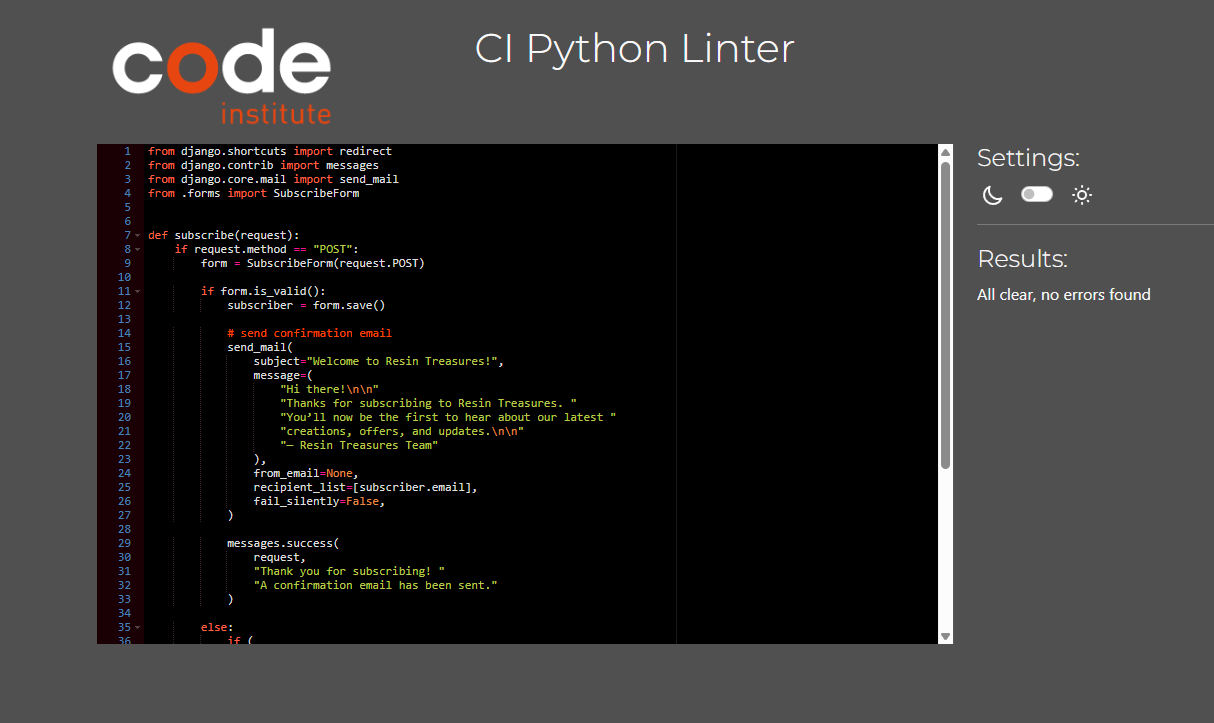 code
institute
CI Python Linter
1 from django.shortcuts import redirect
2 from django.contrib import messages
3 from django.core.mail import send_mail
4 from .forms import SubscribeForm
5
6
7 def subscribe(request):
8     if request.method == "POST":
9         form = SubscribeForm(request.POST)
10
11         if form.is_valid():
12             subscriber = form.save()
13
14             # send confirmation email
15             send_mail(
16                 subject="Welcome to Resin Treasures!",
17                 message=(
18                     "Hi there!\n\n"
19                     "Thanks for subscribing to Resin Treasures. "
20                     "You’ll now be the first to hear about our latest "
21                     "creations, offers, and updates.\n\n"
22                     "— Resin Treasures Team"
23                 ),
24                 from_email=None,
25                 recipient_list=[subscriber.email],
26                 fail_silently=False,
27             )
28
29             messages.success(
30                 request,
31                 "Thank you for subscribing! "
32                 "A confirmation email has been sent."
33             )
34
35         else:
36             if (
Settings:
Results:
All clear, no errors found